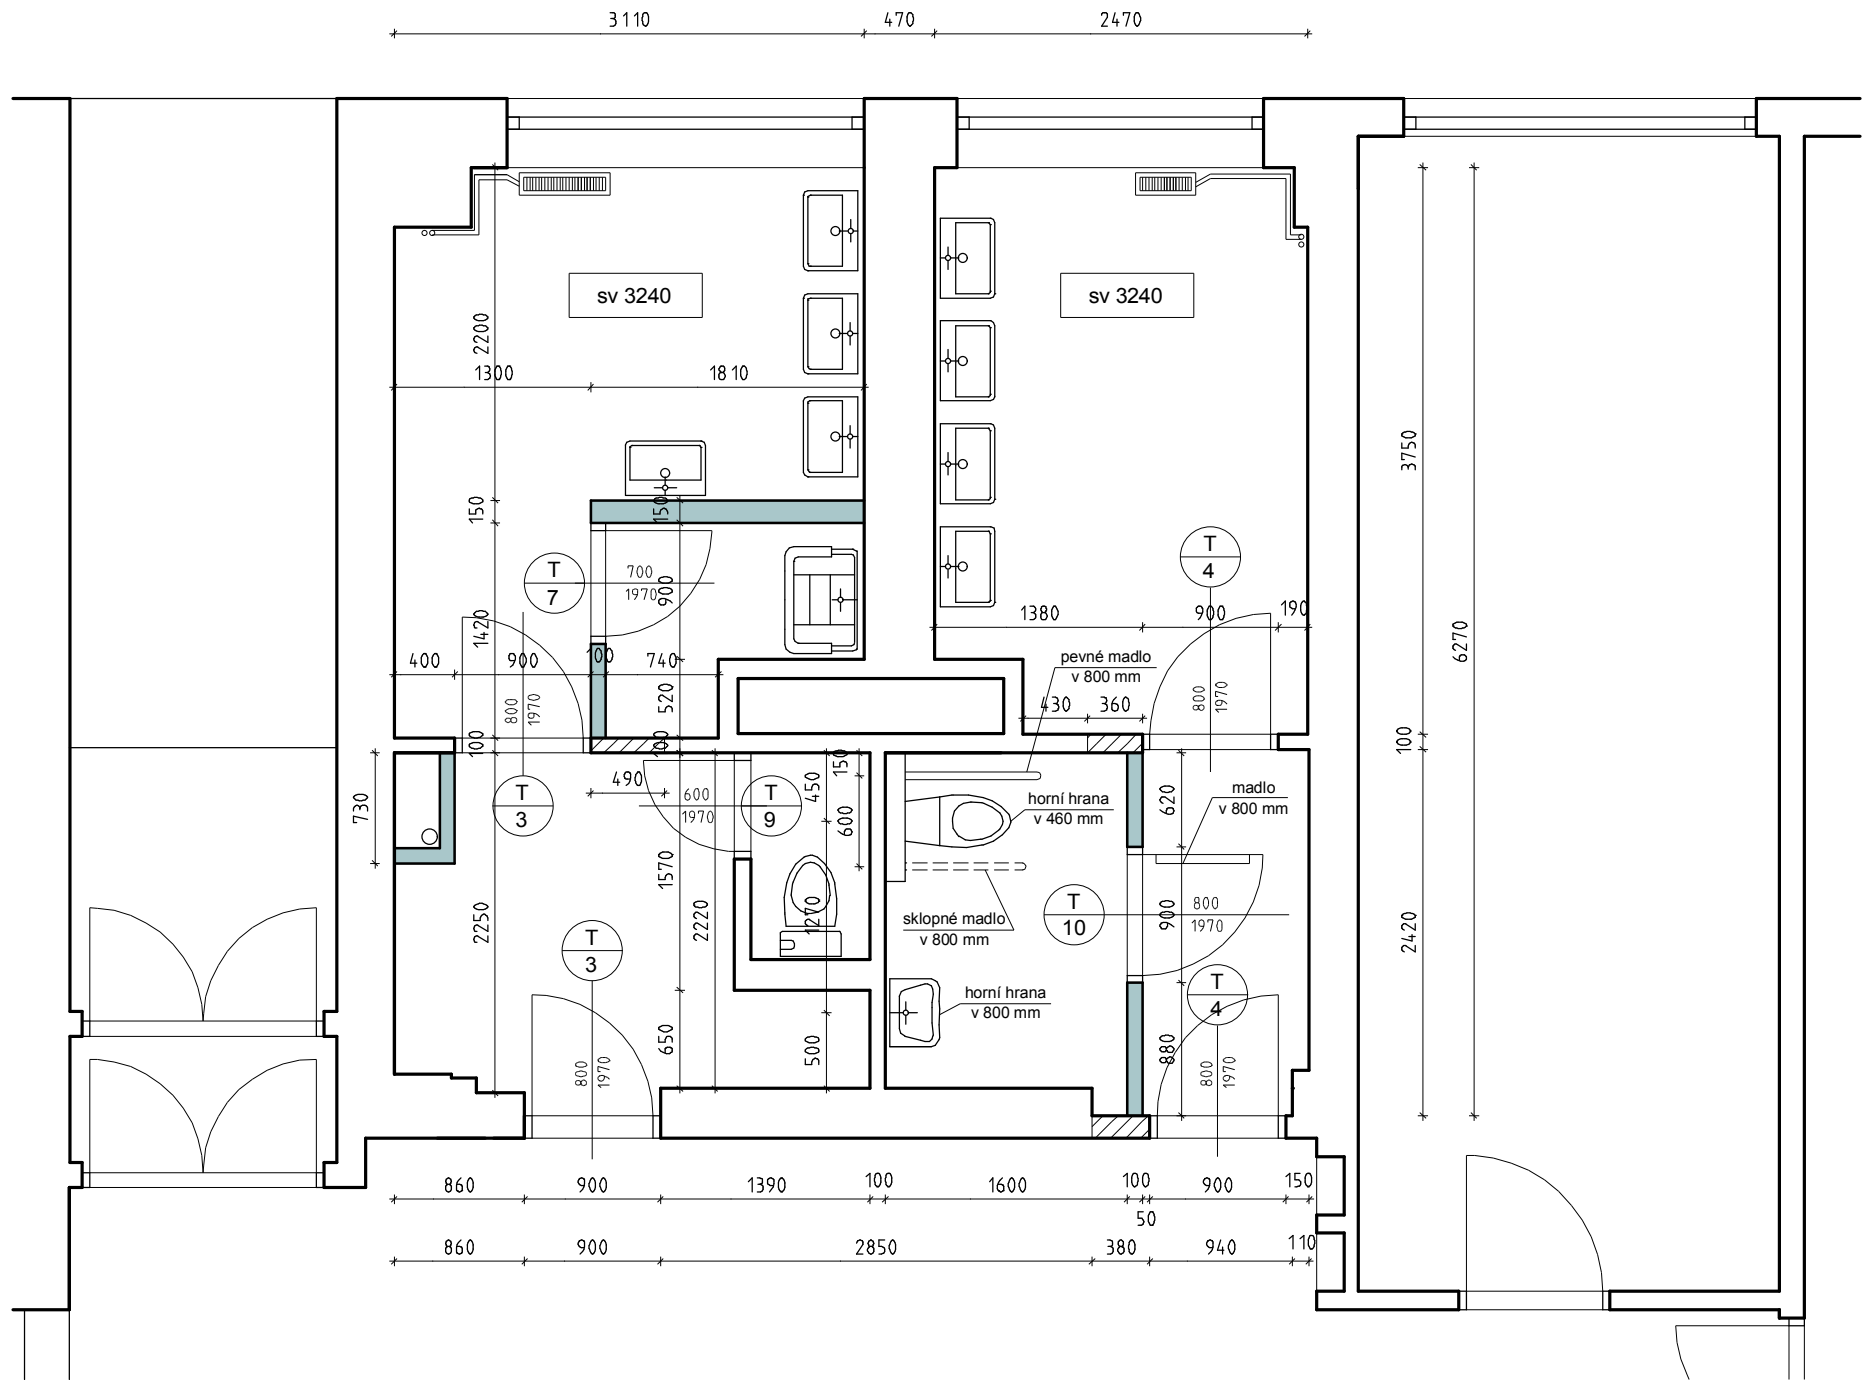 3110 470 2470
sv 3240 sv 3240
2200
1300 1810
3750
6270
150 150
T
7
700
1970
900
T
4
1420
1380 900 190
400 900 100 740
pevné madlo
v 800 mm
800
1970
520
430 360
800
1970
100 100 100
730
490
T
3
600
1970
T
9
450
150
600
horní hrana
v 460 mm
620
madlo
v 800 mm
1570
2250
2220
1270
sklopné madlo
v 800 mm
T
10
900
800
1970
2420
T
3
T
4
horní hrana
v 800 mm
650
500
880
800
1970
800
1970
860 900 1390 100 1600 100 900 150
50
860 900 2850 380 940 110